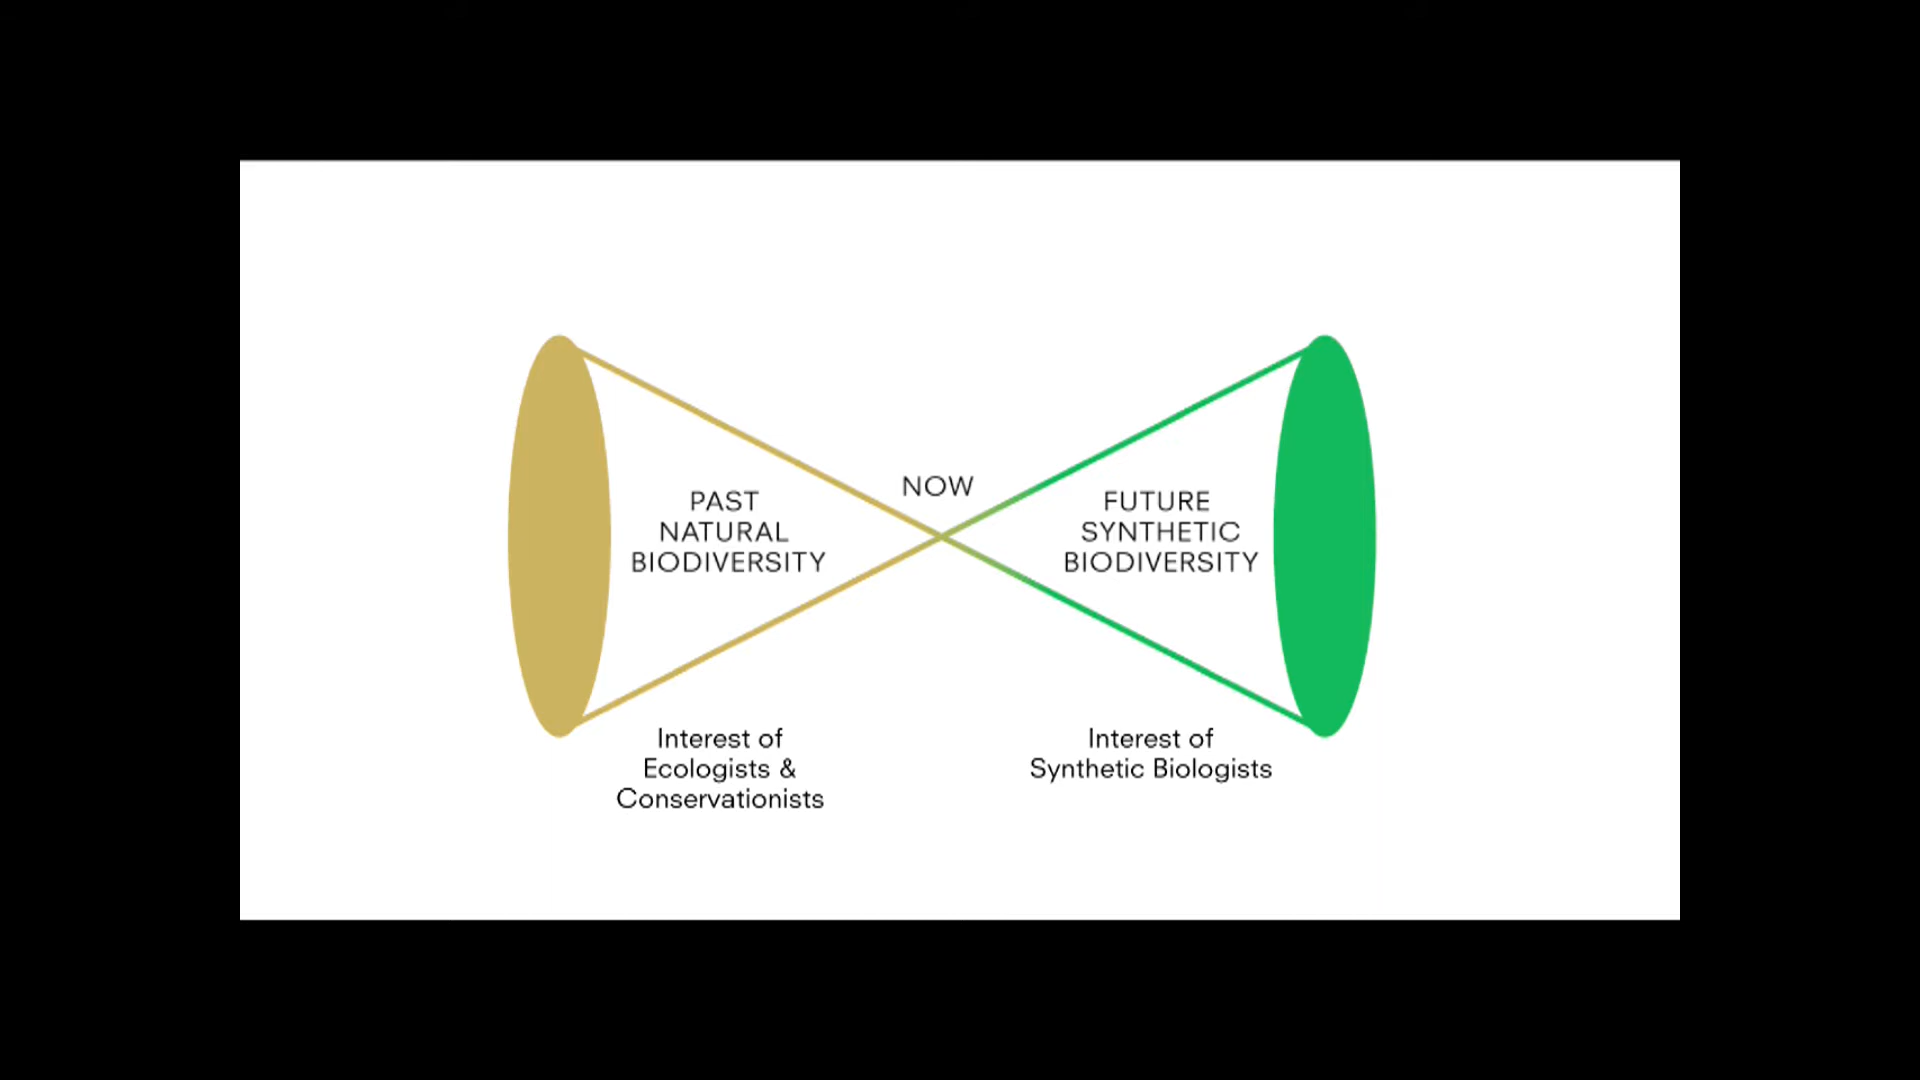 PAST
NATURAL
BIODIVERSITY
NOW
FUTURE
SYNTHETIC
BIODIVERSITY
Interest of
Ecologists &
Conservationists
Interest of
Synthetic Biologists